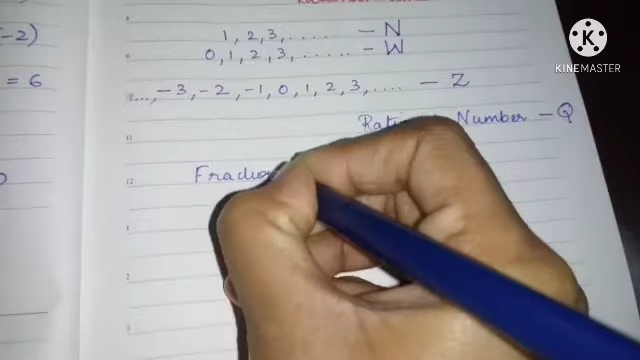 -2)
= 6
1, 2, 3, .... - N
0, 1, 2, 3, ..... - W
..., -3, -2, -1, 0, 1, 2, 3, .... - Z
Number - Q
KINEMASTER